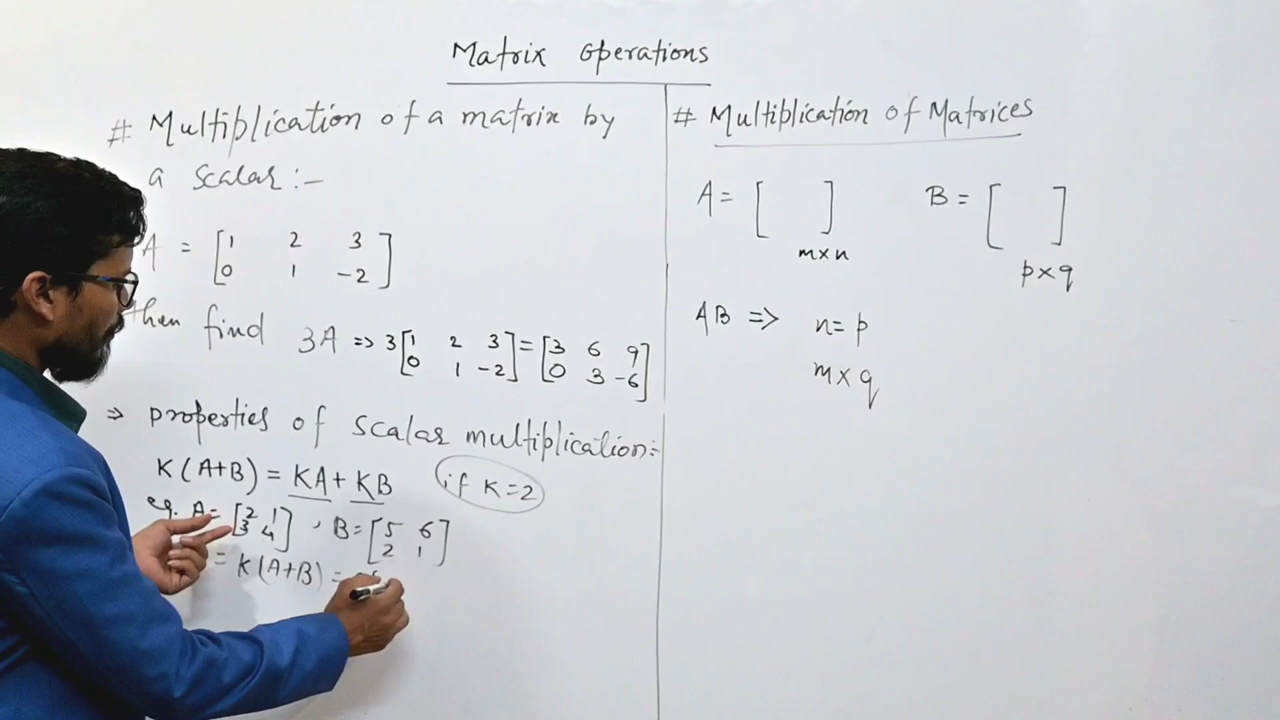 Matrix Operations
# Multiplication of a matrix by
a scalar:-
A = [1 2 3
0 1 -2]
then find 3A => 3[1 2 3
0 1 -2] = [3 6 9
0 3 -6]
=> properties of scalar multiplication:-
K(A+B) = KA+ KB if K=2
eg. A= [2 1
3 4] , B= [5 6
2 1]
= K(A+B) =
# Multiplication of Matrices
A = [ ] m×n B = [ ] p×q
AB => n=p
m×q